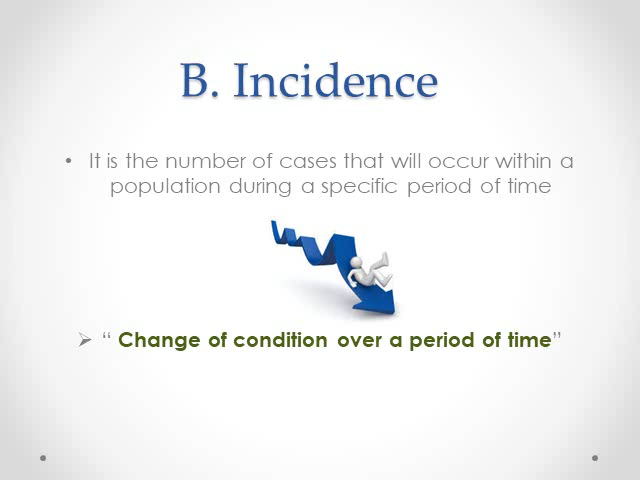 B. Incidence
• It is the number of cases that will occur within a
population during a specific period of time
➢ “ Change of condition over a period of time”